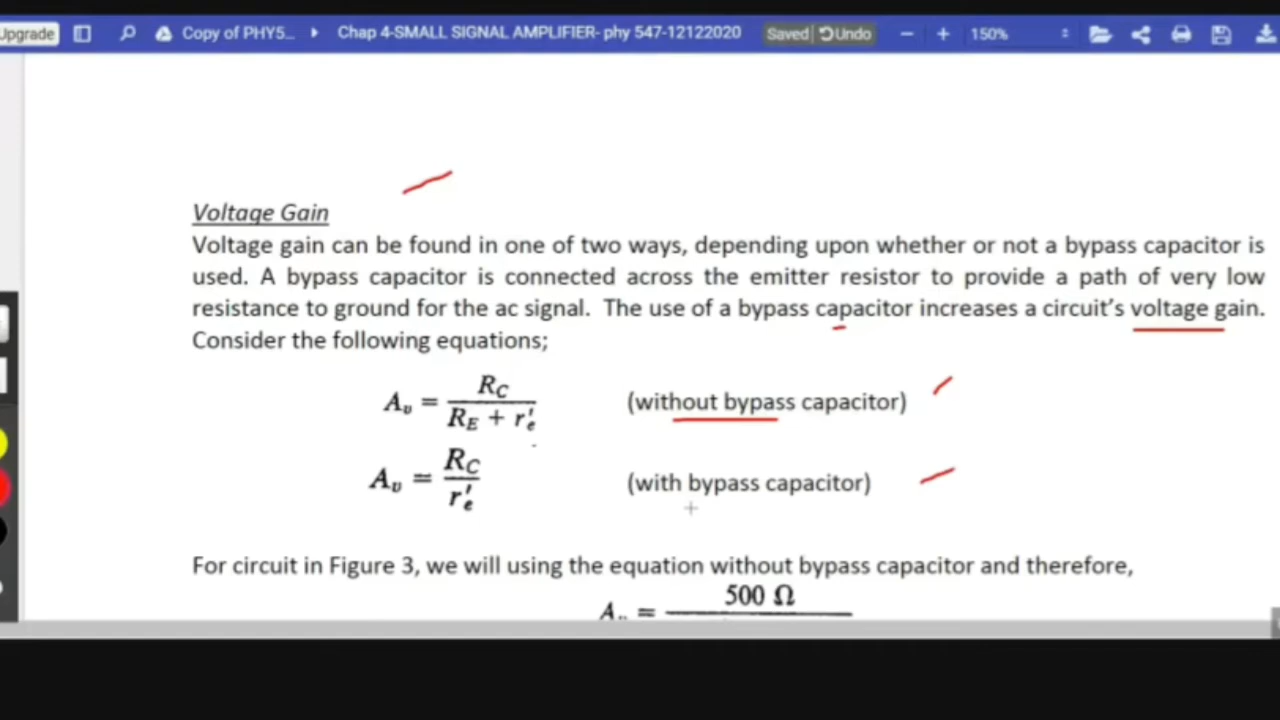 Upgrade Copy of PHY5... Chap 4-SMALL SIGNAL AMPLIFIER- phy 547-12122020 Saved Undo − + 150%
Voltage Gain
Voltage gain can be found in one of two ways, depending upon whether or not a bypass capacitor is
used. A bypass capacitor is connected across the emitter resistor to provide a path of very low
resistance to ground for the ac signal. The use of a bypass capacitor increases a circuit's voltage gain.
Consider the following equations;
A_v = R_C / (R_E + r'_e) (without bypass capacitor)
A_v = R_C / r'_e (with bypass capacitor)
For circuit in Figure 3, we will using the equation without bypass capacitor and therefore,
500 Ω
A =